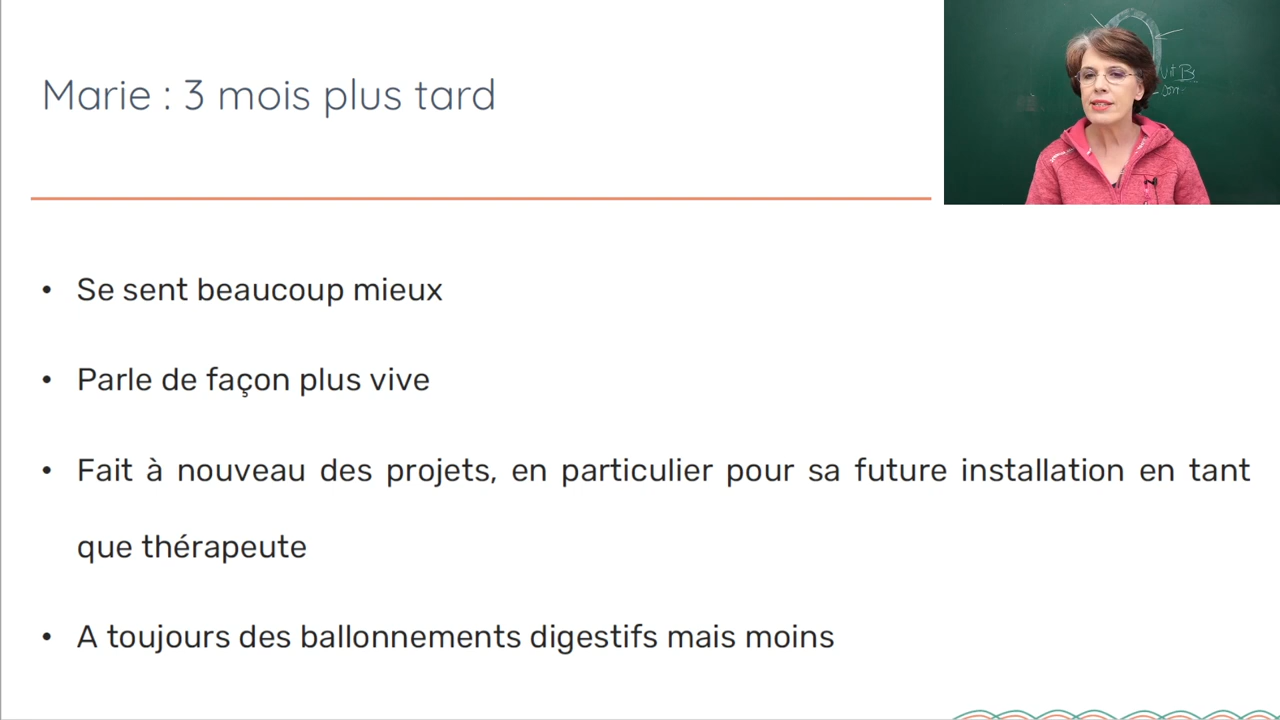 Marie : 3 mois plus tard
• Se sent beaucoup mieux
• Parle de façon plus vive
• Fait à nouveau des projets, en particulier pour sa future installation en tant
que thérapeute
• A toujours des ballonnements digestifs mais moins